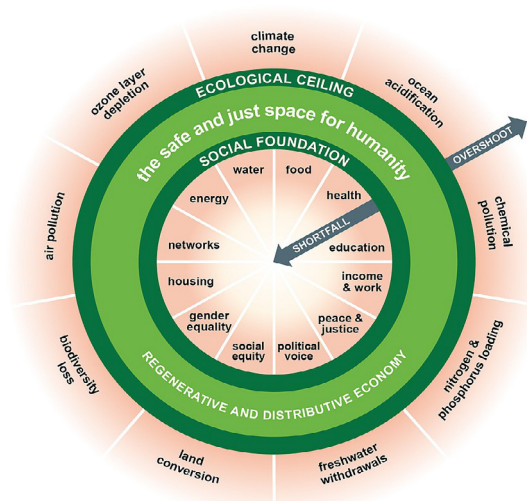 climate
change
ozone layer
depletion
ocean
acidification
ECOLOGICAL CEILING
the safe and just space for humanity
OVERSHOOT
SOCIAL FOUNDATION
water
food
energy
health
air pollution
chemical
pollution
SHORTFALL
networks
education
housing
income
& work
gender
equality
peace &
justice
social
equity
political
voice
biodiversity
loss
nitrogen &
phosphorus loading
REGENERATIVE AND DISTRIBUTIVE ECONOMY
land
conversion
freshwater
withdrawals